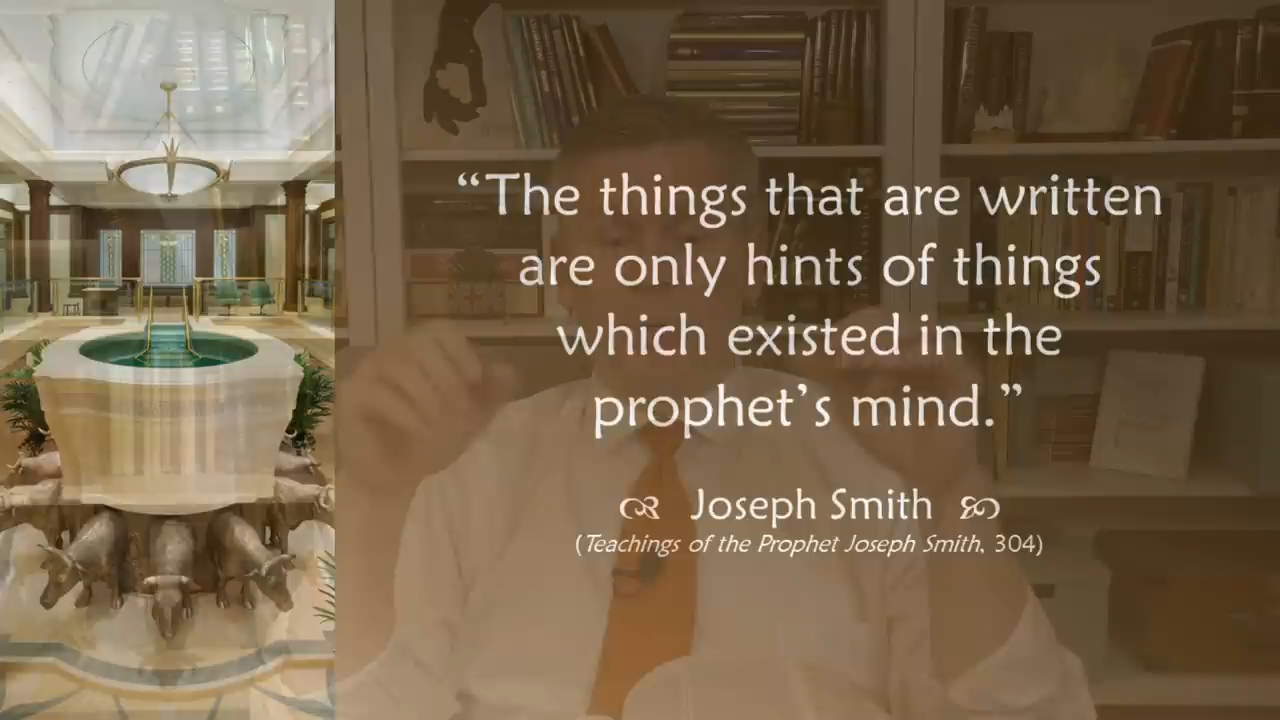 “The things that are written
are only hints of things
which existed in the
prophet’s mind.”
Joseph Smith
(Teachings of the Prophet Joseph Smith, 304)